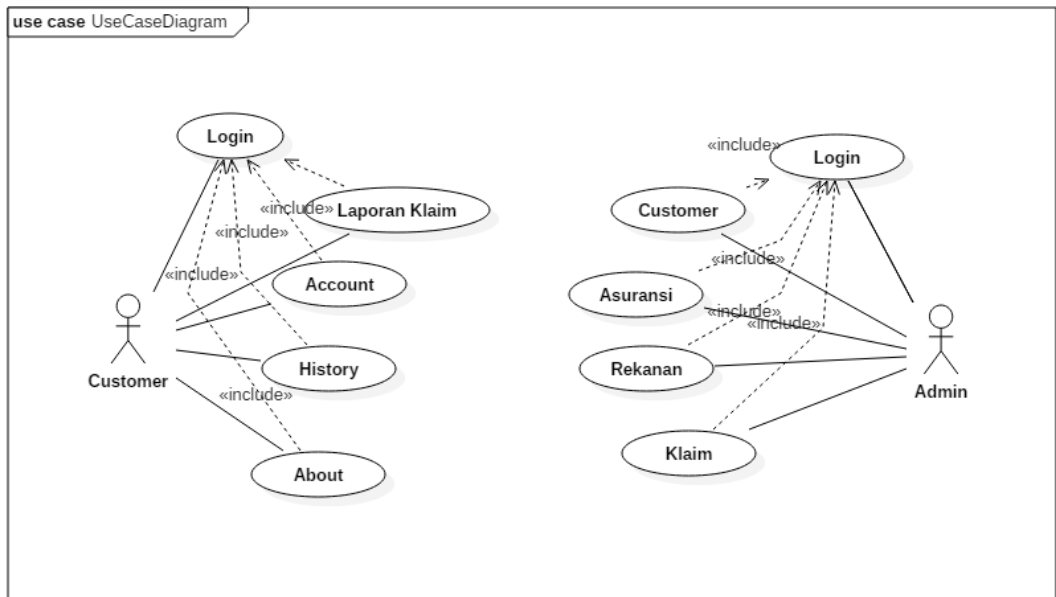 use case UseCaseDiagram
Login
«include»
Login
Laporan Klaim
«include»
Customer
«include»
«include»
Account
«include»
Asuransi
«include»
«include»
Customer
History
Rekanan
Admin
«include»
Klaim
About